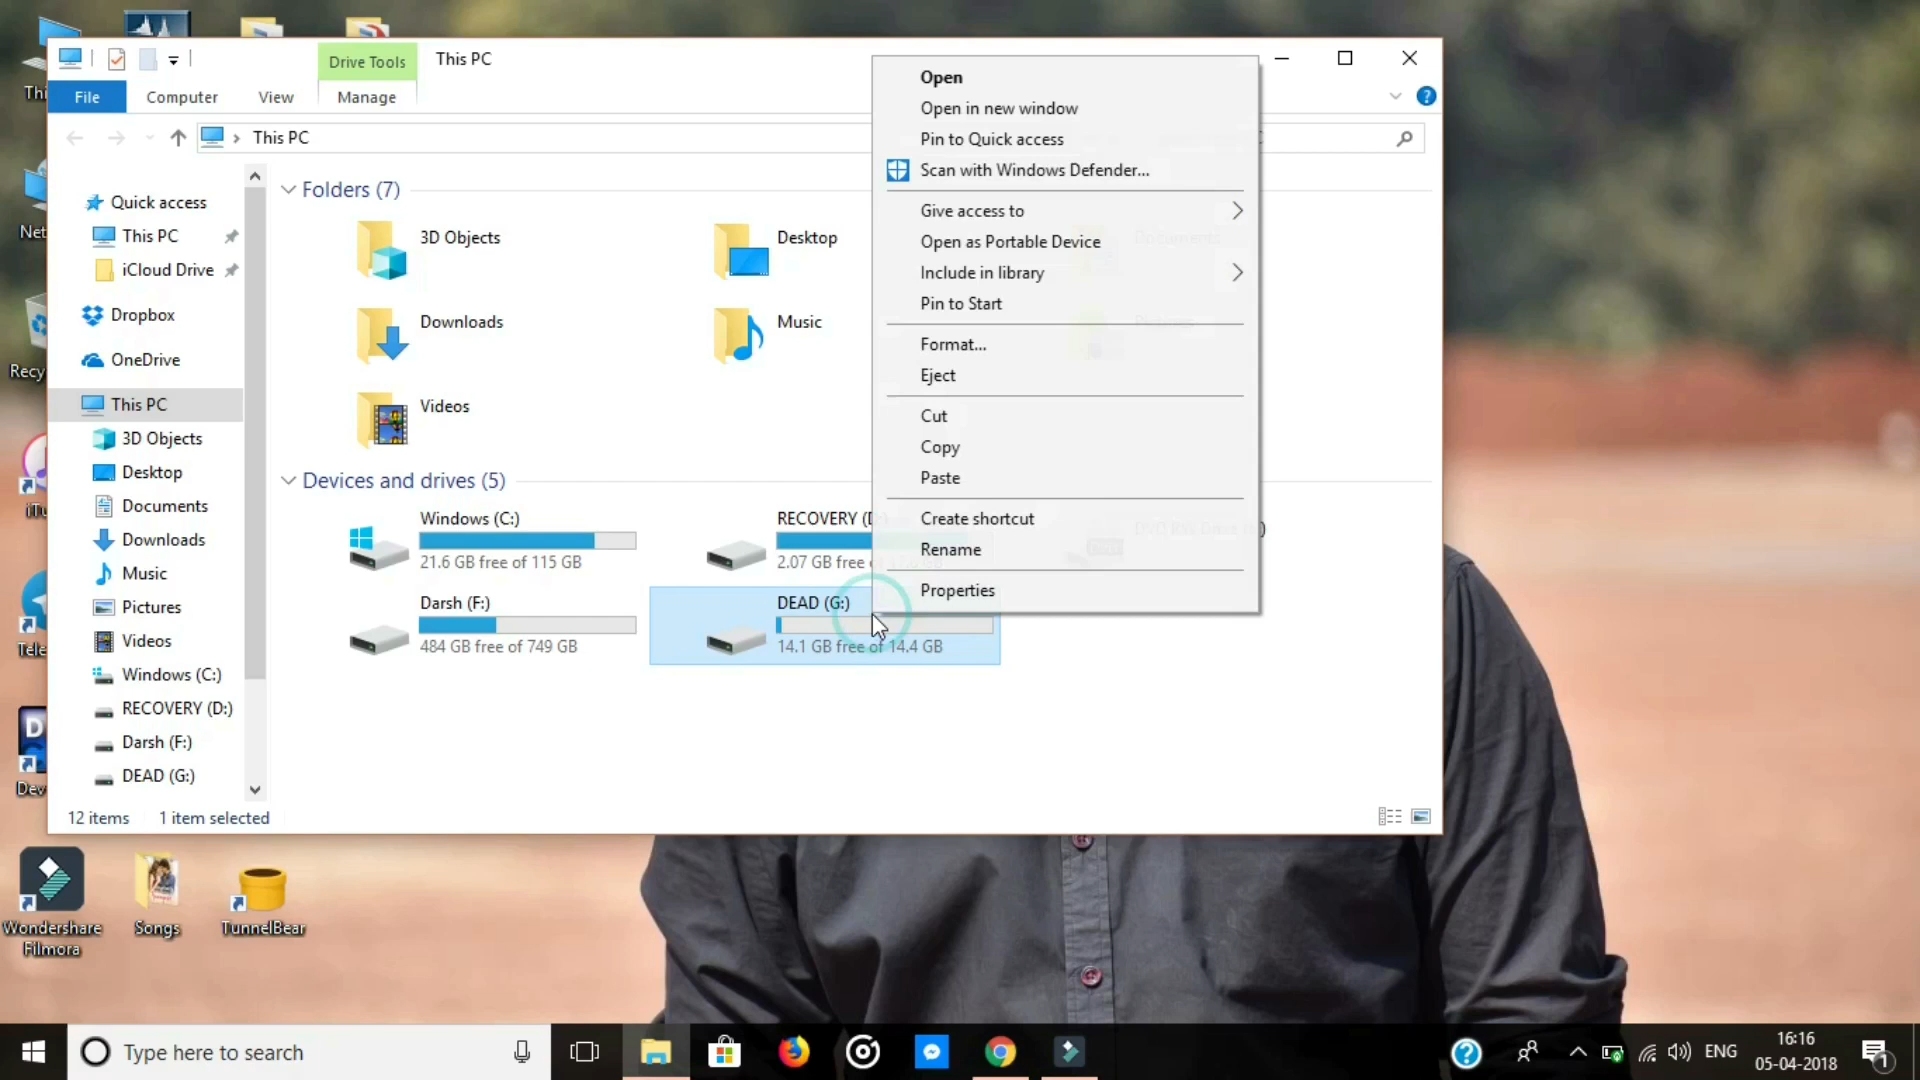 Drive Tools
This PC
File
Computer
View
Manage
This PC
Quick access
This PC
iCloud Drive
Dropbox
OneDrive
This PC
3D Objects
Desktop
Documents
Downloads
Music
Pictures
Videos
Windows (C:)
RECOVERY (D:)
Darsh (F:)
DEAD (G:)
Folders (7)
3D Objects
Desktop
Downloads
Music
Videos
Devices and drives (5)
Windows (C:)
21.6 GB free of 115 GB
RECOVERY (D:)
2.07 GB free of
Darsh (F:)
484 GB free of 749 GB
DEAD (G:)
14.1 GB free of 14.4 GB
Open
Open in new window
Pin to Quick access
Scan with Windows Defender...
Give access to
Open as Portable Device
Include in library
Pin to Start
Format...
Eject
Cut
Copy
Paste
Create shortcut
Rename
Properties
12 items
1 item selected
Wondershare
Filmora
Songs
TunnelBear
Type here to search
ENG
16:16
05-04-2018
1